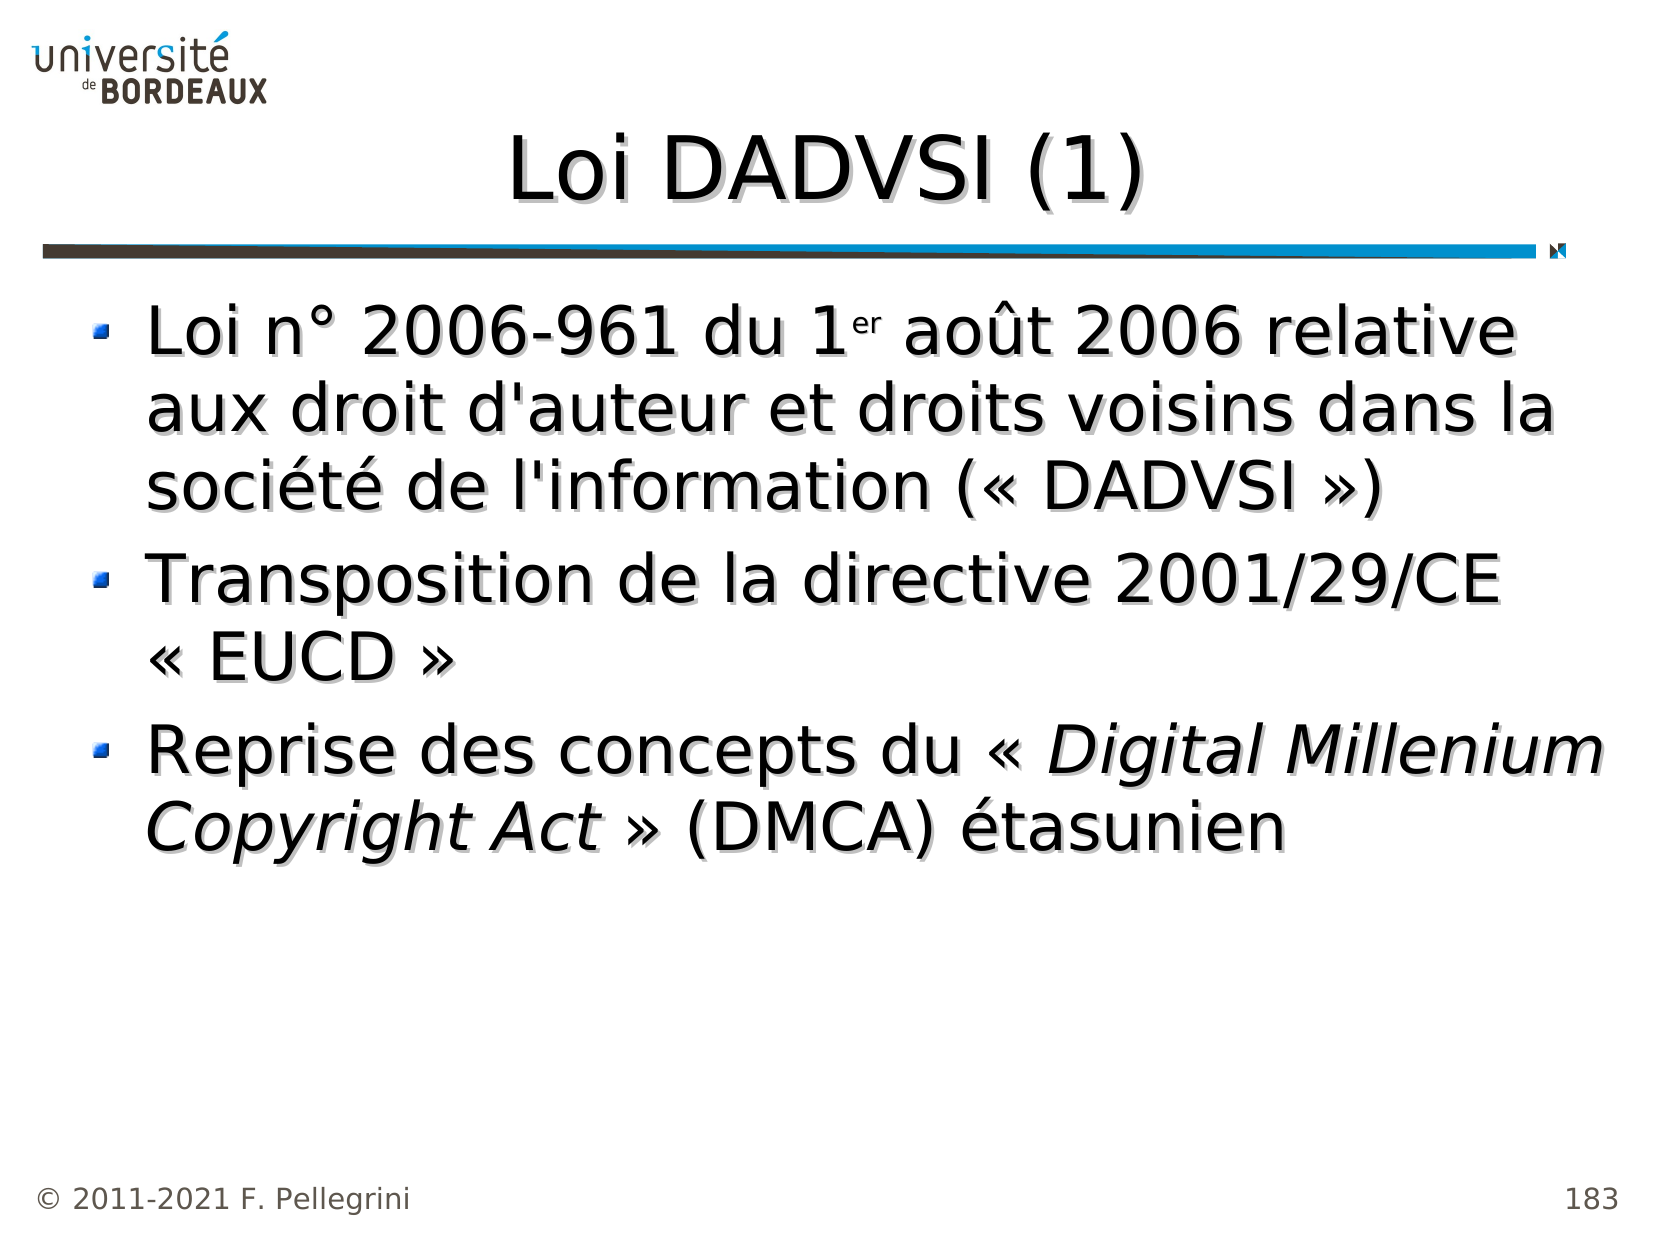 université
de BORDEAUX
Loi DADVSI (1)
Loi n° 2006-961 du 1er août 2006 relative
aux droit d'auteur et droits voisins dans la
société de l'information (« DADVSI »)
Transposition de la directive 2001/29/CE
« EUCD »
Reprise des concepts du « Digital Millenium
Copyright Act » (DMCA) étasunien
© 2011-2021 F. Pellegrini
183